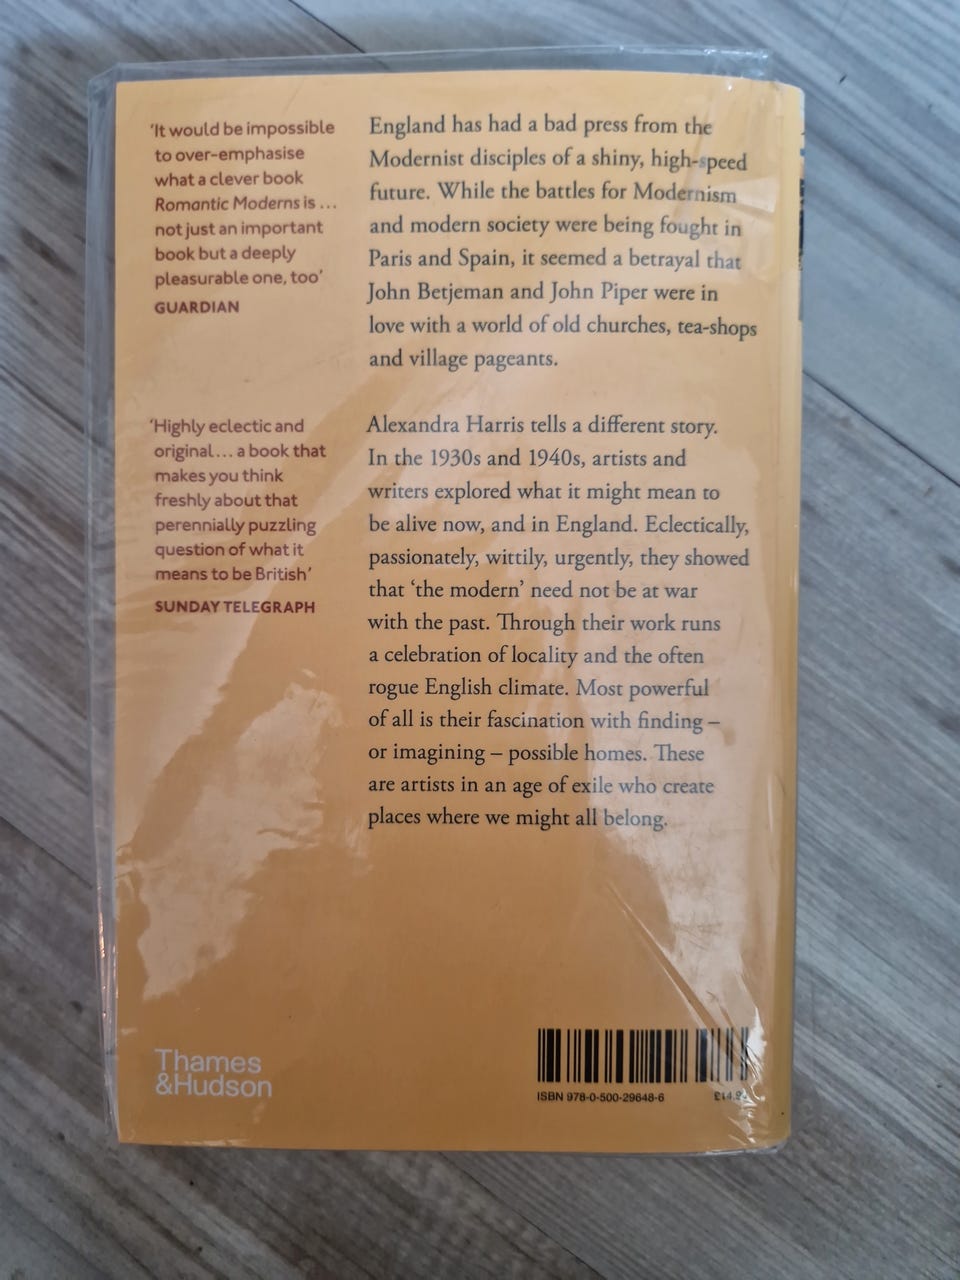 'It would be impossible
to over-emphasise
what a clever book
Romantic Moderns is ...
not just an important
book but a deeply
pleasurable one, too'
GUARDIAN
'Highly eclectic and
original... a book that
makes you think
freshly about that
perennially puzzling
question of what it
means to be British'
SUNDAY TELEGRAPH
England has had a bad press from the
Modernist disciples of a shiny, high-speed
future. While the battles for Modernism
and modern society were being fought in
Paris and Spain, it seemed a betrayal that
John Betjeman and John Piper were in
love with a world of old churches, tea-shops
and village pageants.
Alexandra Harris tells a different story.
In the 1930s and 1940s, artists and
writers explored what it might mean to
be alive now, and in England. Eclectically,
passionately, wittily, urgently, they showed
that 'the modern' need not be at war
with the past. Through their work runs
a celebration of locality and the often
rogue English climate. Most powerful
of all is their fascination with finding –
or imagining – possible homes. These
are artists in an age of exile who create
places where we might all belong.
Thames
&Hudson
ISBN 978-0-500-29648-6